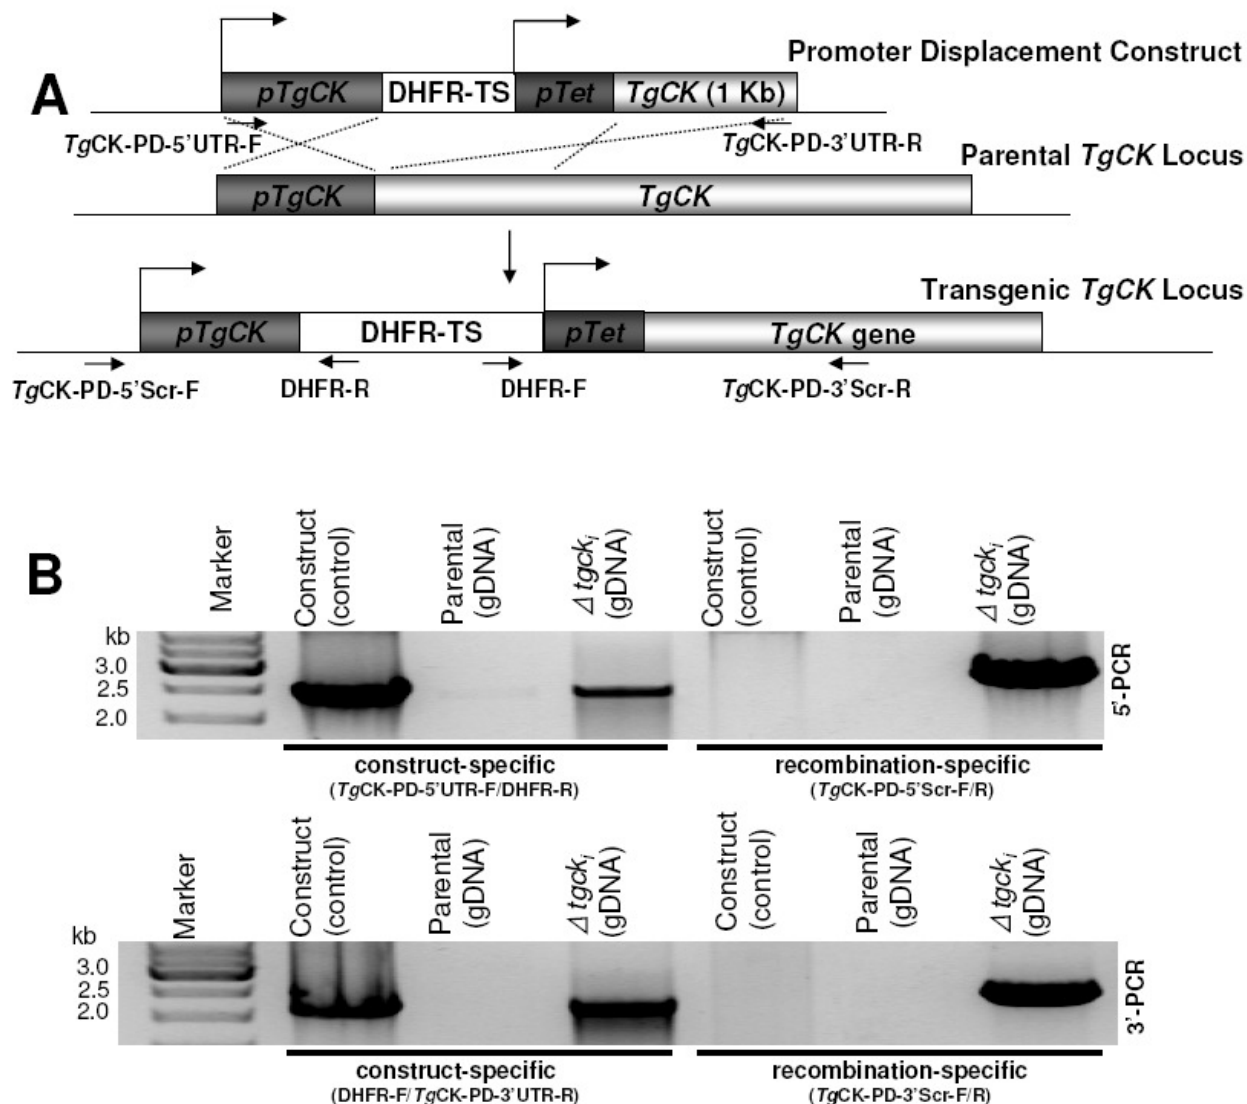 A
Promoter Displacement Construct
pTgCK DHFR-TS pTet TgCK (1 Kb)
TgCK-PD-5'UTR-F TgCK-PD-3'UTR-R
Parental TgCK Locus
pTgCK TgCK
Transgenic TgCK Locus
pTgCK DHFR-TS pTet TgCK gene
TgCK-PD-5'Scr-F DHFR-R DHFR-F TgCK-PD-3'Scr-R
B
Marker
Construct
(control)
Parental
(gDNA)
Δtgcki
(gDNA)
Construct
(control)
Parental
(gDNA)
Δtgcki
(gDNA)
kb
3.0
2.5
2.0
5'-PCR
construct-specific
(TgCK-PD-5'UTR-F/DHFR-R)
recombination-specific
(TgCK-PD-5'Scr-F/R)
Marker
Construct
(control)
Parental
(gDNA)
Δtgcki
(gDNA)
Construct
(control)
Parental
(gDNA)
Δtgcki
(gDNA)
kb
3.0
2.5
2.0
3'-PCR
construct-specific
(DHFR-F/TgCK-PD-3'UTR-R)
recombination-specific
(TgCK-PD-3'Scr-F/R)